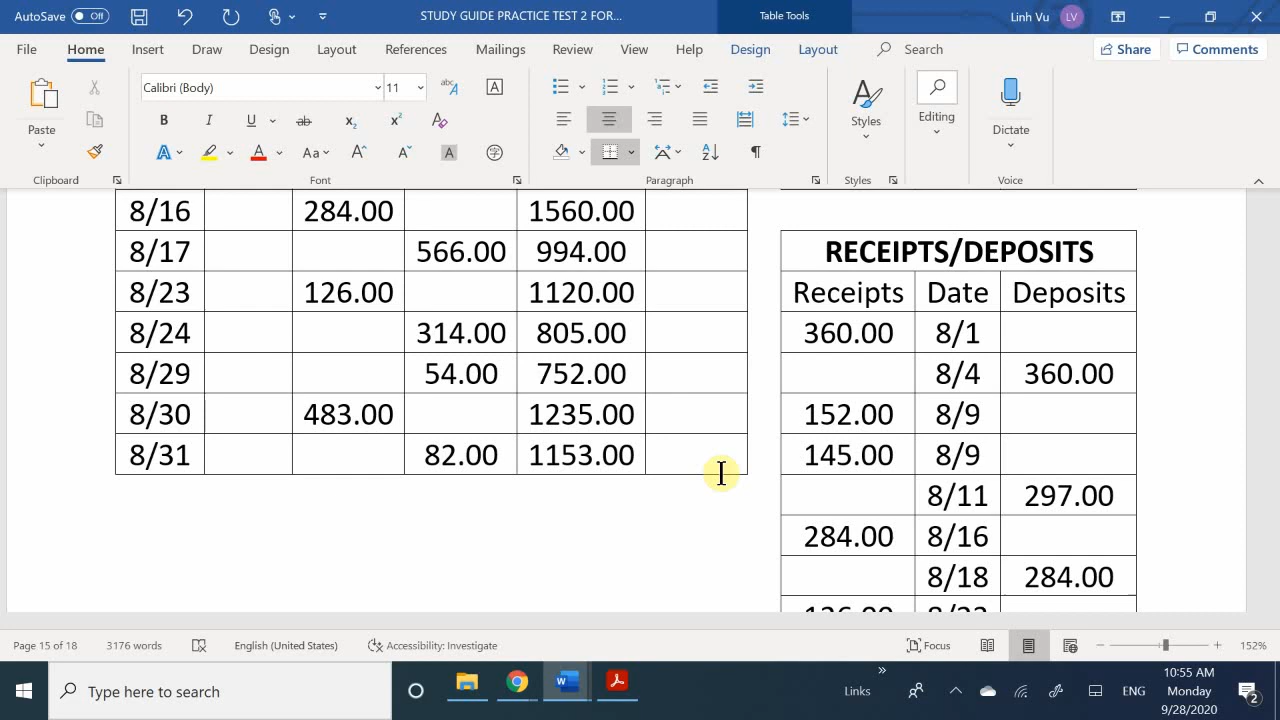 AutoSave Off STUDY GUIDE PRACTICE TEST 2 FOR... Table Tools Linh Vu LV
File Home Insert Draw Design Layout References Mailings Review View Help Design Layout Search Share Comments
Calibri (Body) 11
Paste
Styles
Editing
Dictate
Clipboard Font Paragraph Styles Voice
8/16 284.00 1560.00
8/17 566.00 994.00
8/23 126.00 1120.00
8/24 314.00 805.00
8/29 54.00 752.00
8/30 483.00 1235.00
8/31 82.00 1153.00
RECEIPTS/DEPOSITS
Receipts Date Deposits
360.00 8/1
8/4 360.00
152.00 8/9
145.00 8/9
8/11 297.00
284.00 8/16
8/18 284.00
Page 15 of 18 3176 words English (United States) Accessibility: Investigate Focus 152%
Type here to search
Links
ENG
10:55 AM
Monday
9/28/2020
2